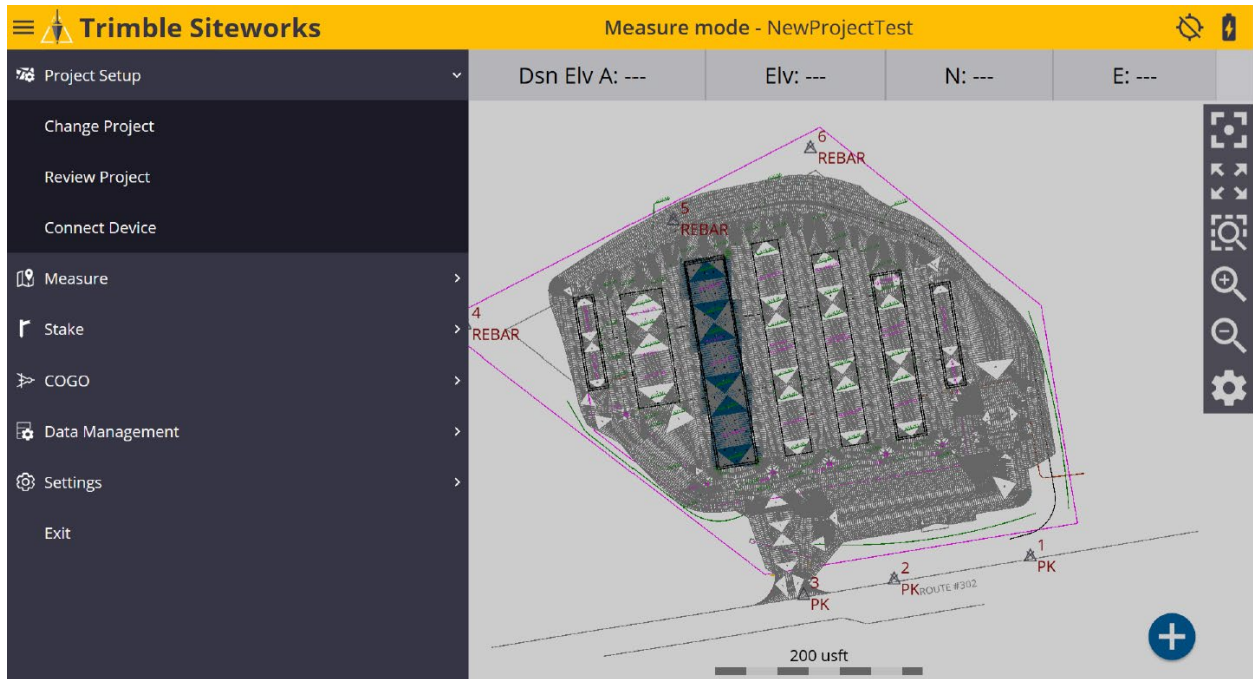 Trimble Siteworks
Measure mode - NewProjectTest
Project Setup
Change Project
Review Project
Connect Device
Measure
Stake
COGO
Data Management
Settings
Exit
Dsn Elv A: ---
Elv: ---
N: ---
E: ---
6
REBAR
5
REBAR
4
REBAR
1
PK
2
PK
ROUTE #302
3
PK
200 usft